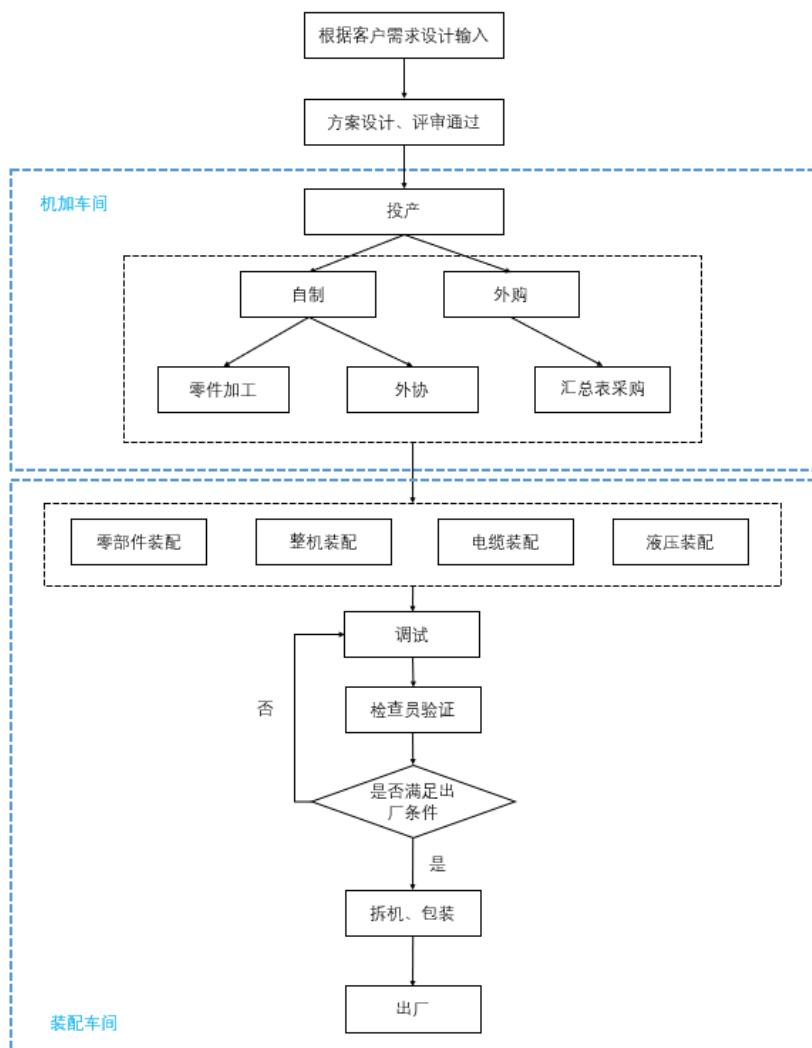 根据客户需求设计输入
方案设计、评审通过
机加车间
投产
自制
外购
零件加工
外协
汇总表采购
零部件装配
整机装配
电缆装配
液压装配
调试
否
检查员验证
是否满足出
厂条件
是
拆机、包装
出厂
装配车间